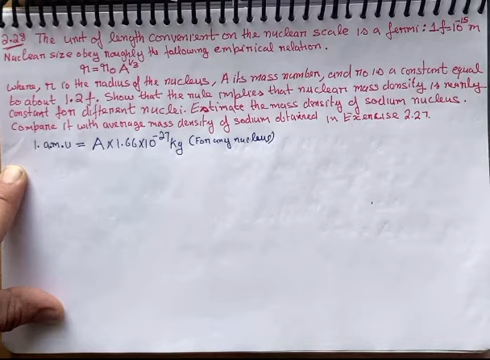 2.28 The unit of length convenient on the nuclear scale is a fermi: 1f=10⁻¹⁵ m
Nuclear size obey roughly the following empirical relation.
r = r₀ A^1/3
where, r is the radius of the nucleus, A its mass number, and r₀ is a constant equal
to about 1.2 f. Show that the rule implies that nuclear mass density is nearly
constant for different nuclei. Estimate the mass density of sodium nucleus.
Compare it with average mass density of sodium obtained in Exercise 2.27.
1. a.m.u = A×1.66×10⁻²⁷ kg (For any nucleus)